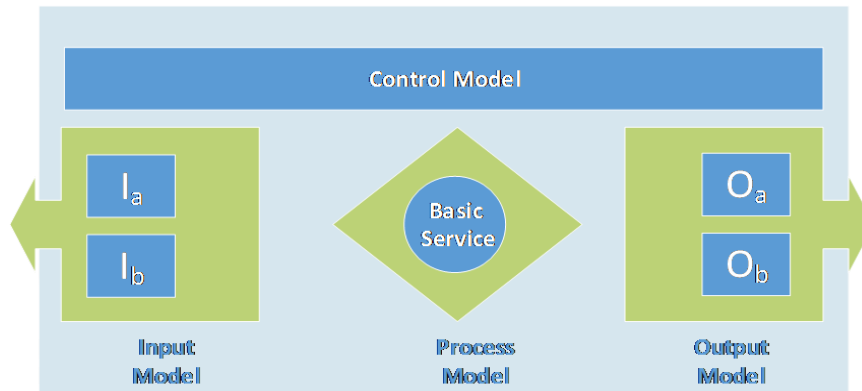 Control Model
Ia
Ib
Basic
Service
Oa
Ob
Input
Model
Process
Model
Output
Model